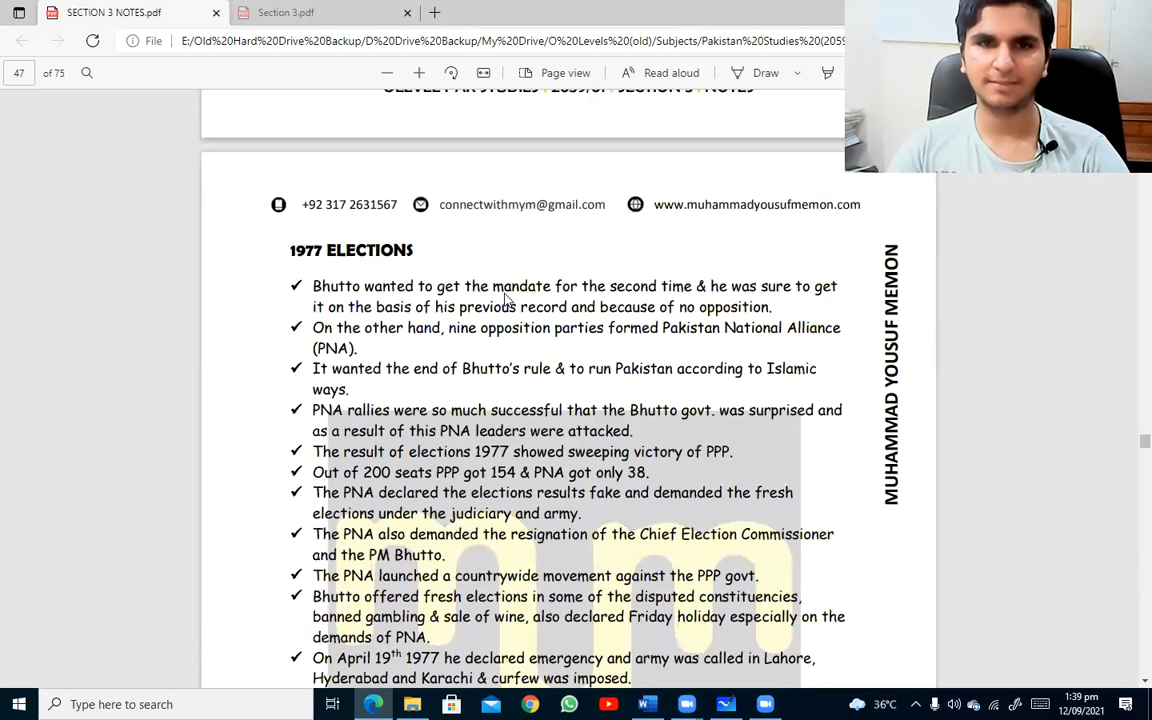 SECTION 3 NOTES.pdf
Section 3.pdf
File
E:/Old%20Hard%20Drive%20Backup/D%20Drive%20Backup/My%20Drive/O%20Levels%20(old)/Subjects/Pakistan%20Studies%20(2059
47 of 75
Page view
Read aloud
Draw
OLEVEL PAK STUDIES 2059/01 SECTION 3 NOTES
+92 317 2631567 connectwithmym@gmail.com www.muhammadyousufmemon.com
1977 ELECTIONS
✓ Bhutto wanted to get the mandate for the second time & he was sure to get
it on the basis of his previous record and because of no opposition.
✓ On the other hand, nine opposition parties formed Pakistan National Alliance
(PNA).
✓ It wanted the end of Bhutto's rule & to run Pakistan according to Islamic
ways.
✓ PNA rallies were so much successful that the Bhutto govt. was surprised and
as a result of this PNA leaders were attacked.
✓ The result of elections 1977 showed sweeping victory of PPP.
✓ Out of 200 seats PPP got 154 & PNA got only 38.
✓ The PNA declared the elections results fake and demanded the fresh
elections under the judiciary and army.
✓ The PNA also demanded the resignation of the Chief Election Commissioner
and the PM Bhutto.
✓ The PNA launched a countrywide movement against the PPP govt.
✓ Bhutto offered fresh elections in some of the disputed constituencies,
banned gambling & sale of wine, also declared Friday holiday especially on the
demands of PNA.
✓ On April 19th 1977 he declared emergency and army was called in Lahore,
Hyderabad and Karachi & curfew was imposed.
MUHAMMAD YOUSUF MEMON
mm
Type here to search
36°C
1:39 pm
12/09/2021